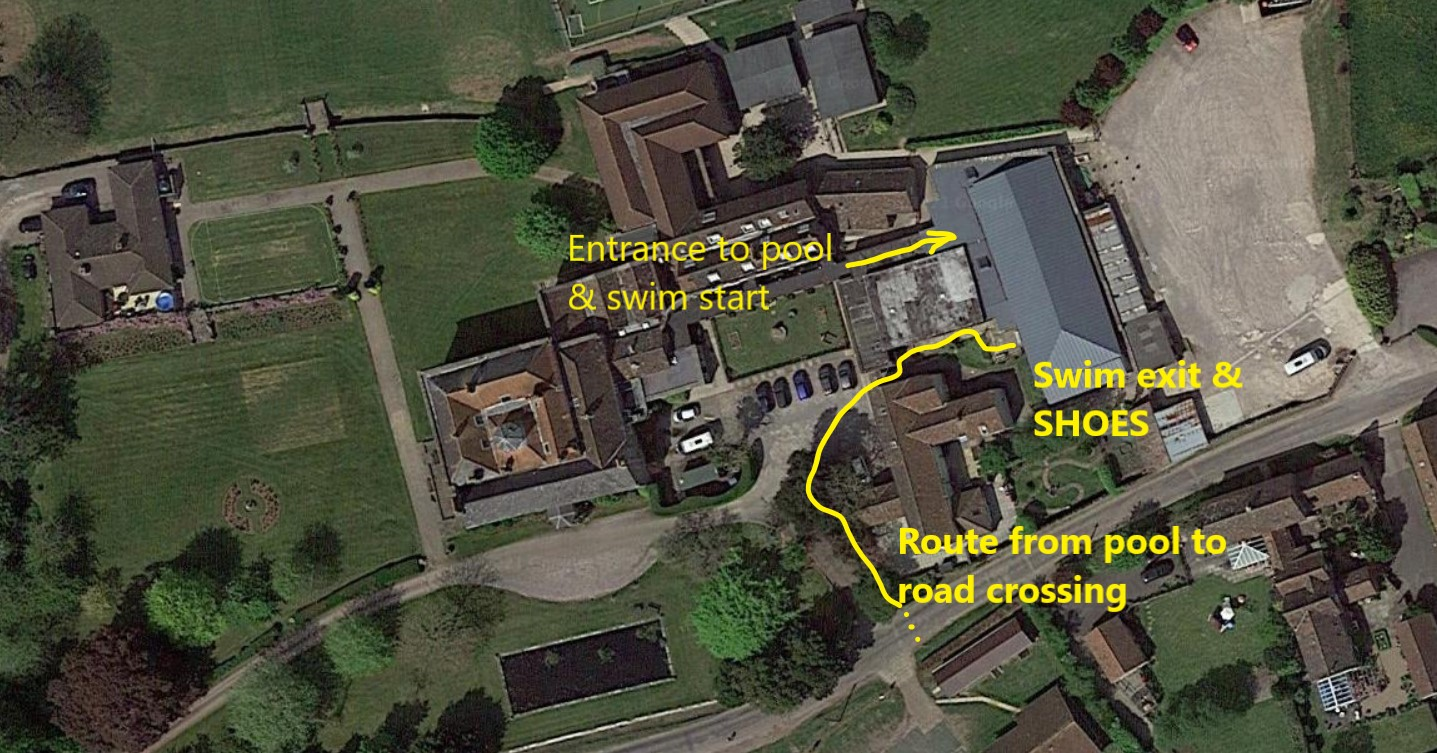 Entrance to pool
& swim start
Swim exit &
SHOES
Route from pool to
road crossing